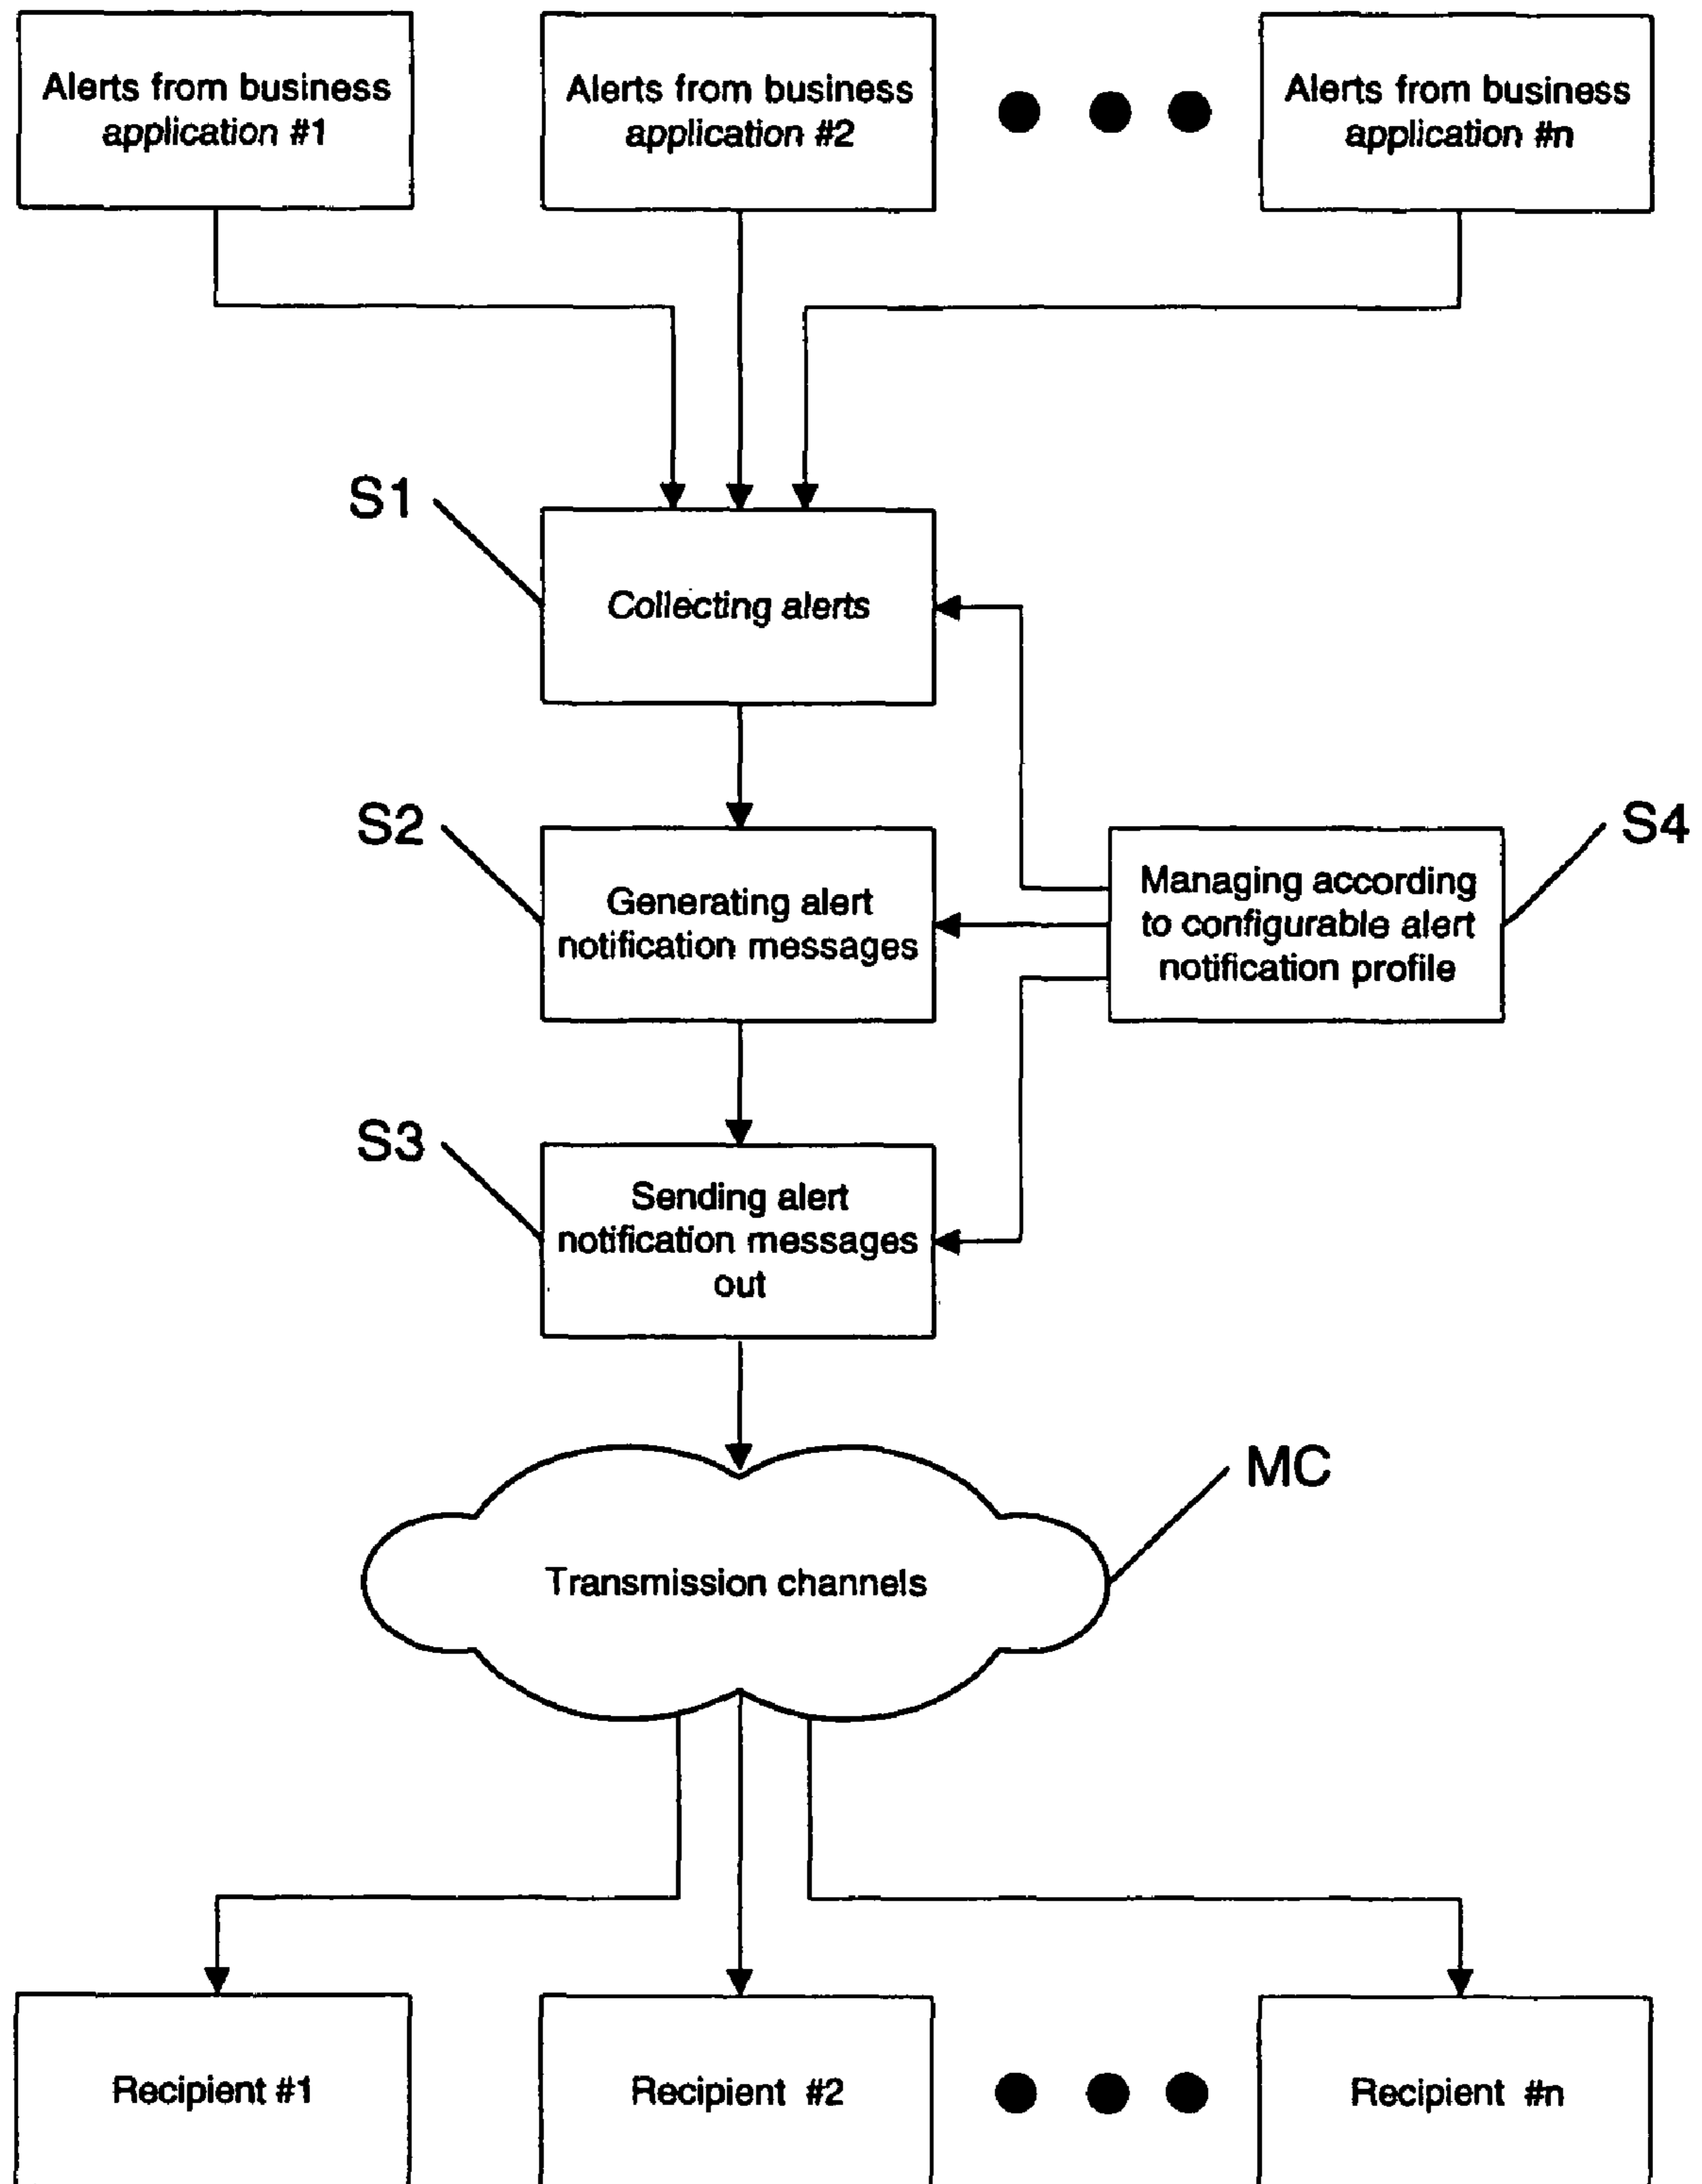 Alerts from business
application #1
Alerts from business
application #2
Alerts from business
application #n
S1
Collecting alerts
S2
Generating alert
notification messages
Managing according
to configurable alert
notification profile
S4
S3
Sending alert
notification messages
out
MC
Transmission channels
Recipient #1
Recipient #2
Recipient #n